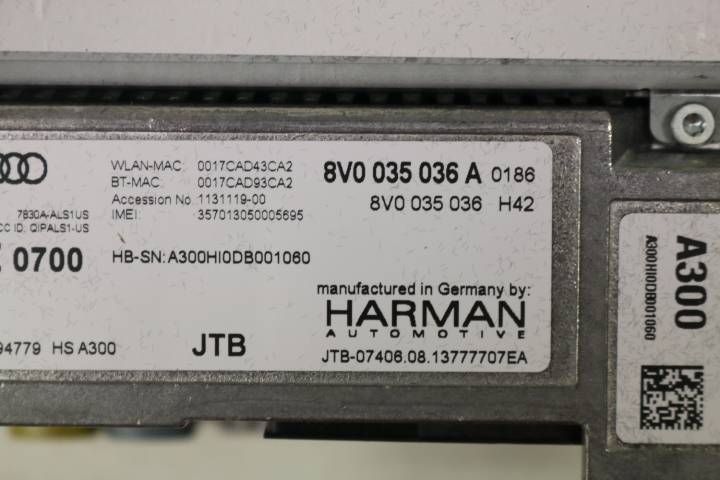 WLAN-MAC: 0017CAD43CA2
BT-MAC: 0017CAD93CA2
Accession No 1131119-00
IMEI: 357013050005695
8V0 035 036 A 0186
8V0 035 036 H42
7830A-ALS1US
CC ID: QIPALS1-US
0700
HB-SN: A300HI0DB001060
manufactured in Germany by:
HARMAN
AUTOMOTIVE
94779 HS A300
JTB
JTB-07406.08.13777707EA
A300
A300HI0DB001060